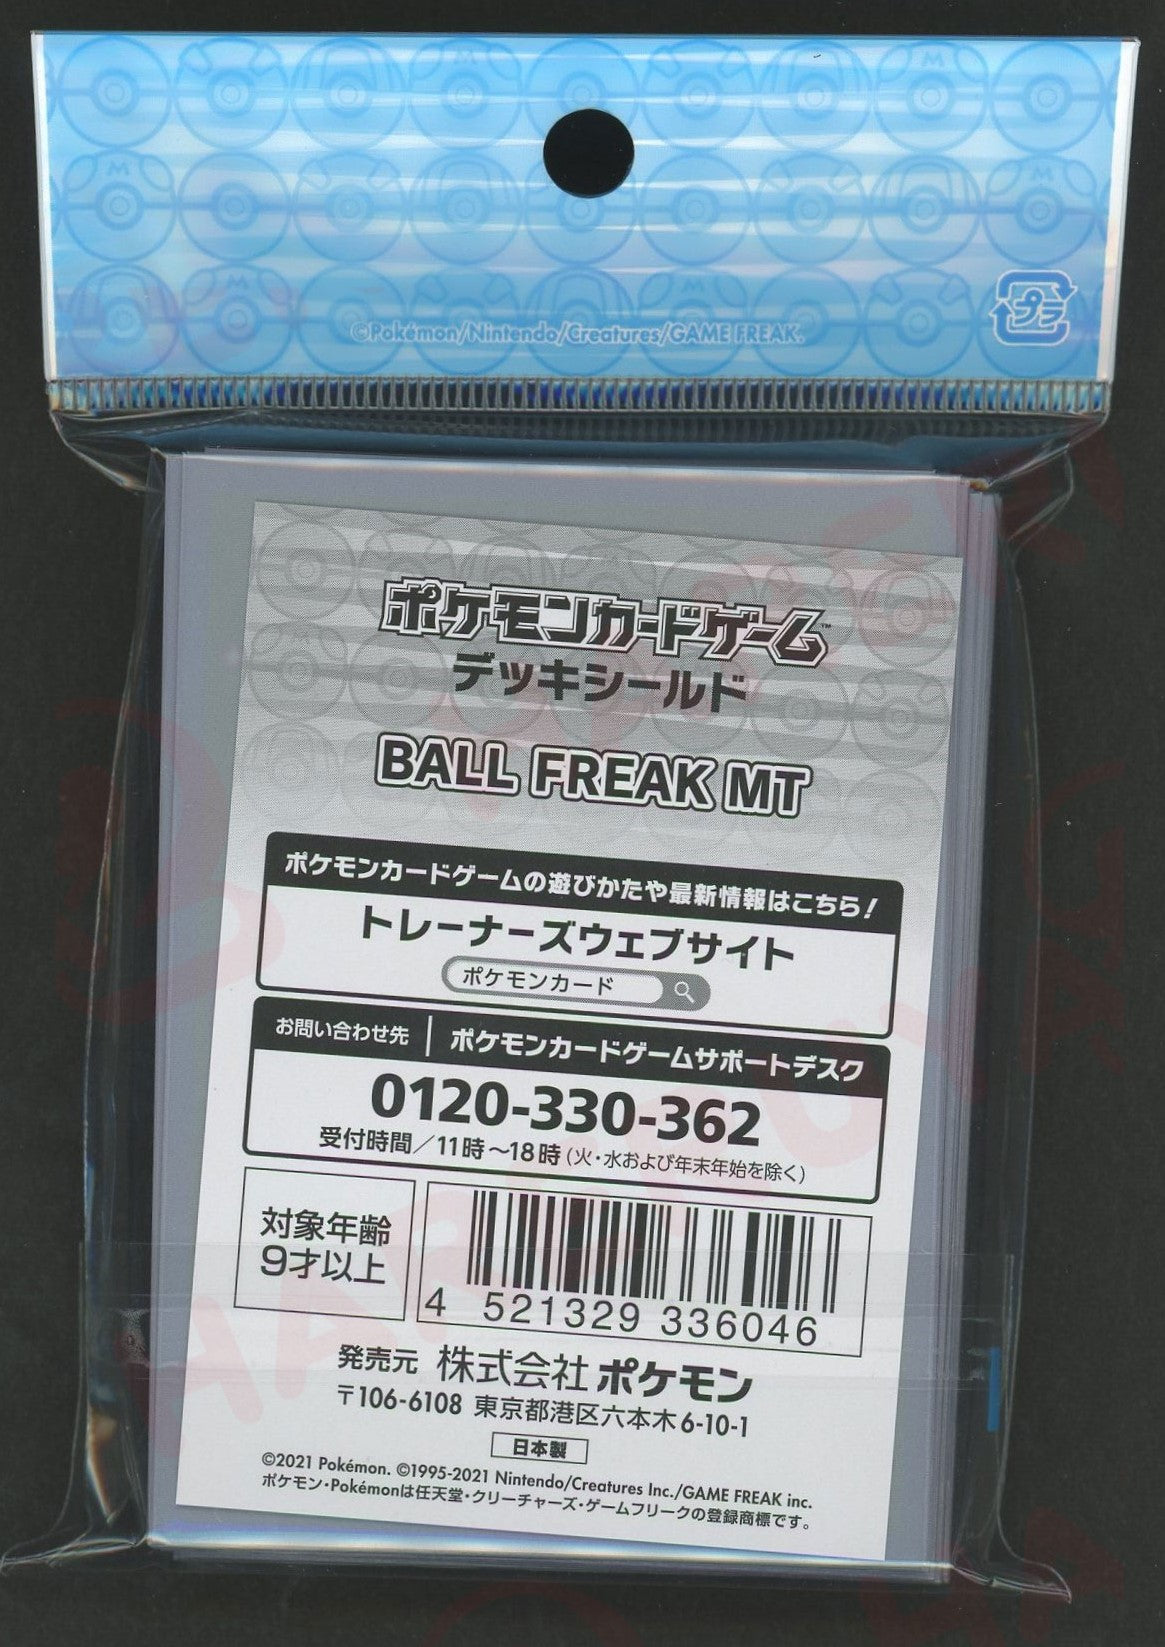 ©Pokémon/Nintendo/Creatures/GAME FREAK.
プラ
ポケモンカードゲーム™
デッキシールド
BALL FREAK MT
ポケモンカードゲームの遊びかたや最新情報はこちら!
トレーナーズウェブサイト
ポケモンカード
お問い合わせ先 ポケモンカードゲームサポートデスク
0120-330-362
受付時間/11時~18時(火・水および年末年始を除く)
対象年齢
9才以上
4 521329 336046
発売元 株式会社ポケモン
〒106-6108 東京都港区六本木6-10-1
日本製
©2021 Pokémon. ©1995-2021 Nintendo/Creatures Inc./GAME FREAK inc.
ポケモン・Pokémonは任天堂・クリーチャーズ・ゲームフリークの登録商標です。